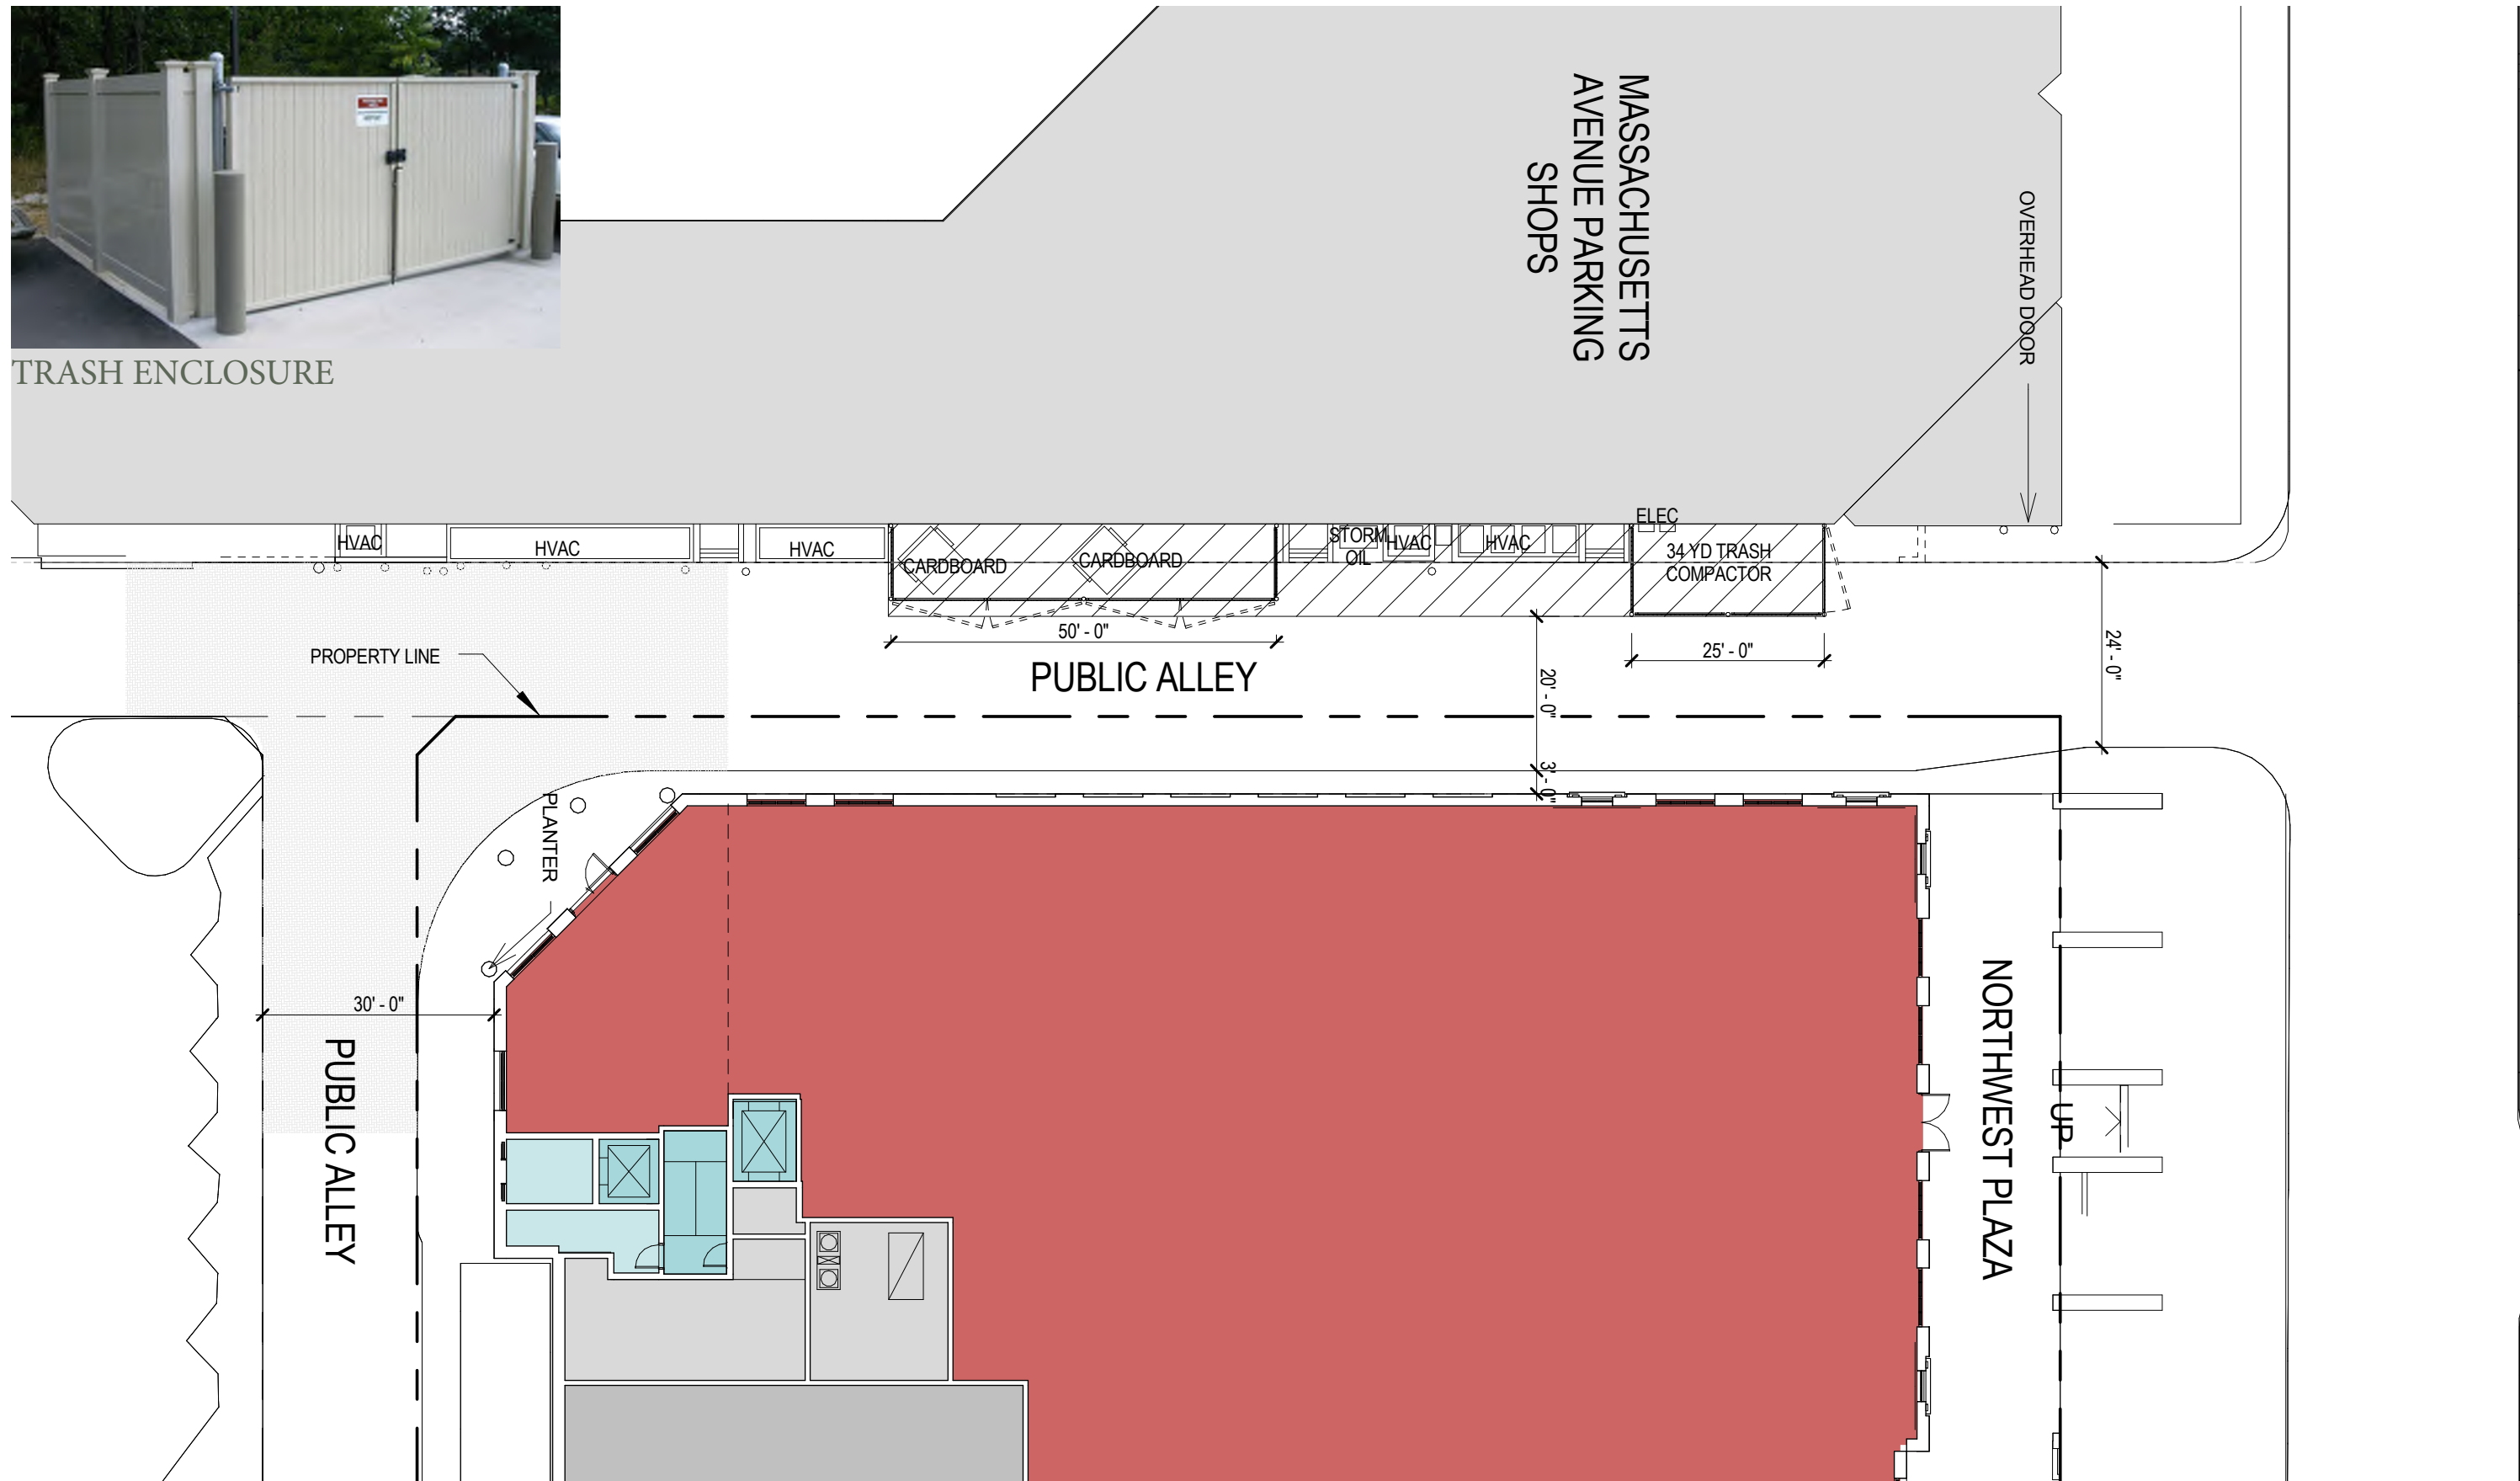 TRASH ENCLOSURE
MASSACHUSETTS
AVENUE PARKING
SHOPS
OVERHEAD DOOR
HVAC
HVAC
HVAC
CARDBOARD
CARDBOARD
STORM
OIL
HVAC
HVAC
ELEC
34 YD TRASH
COMPACTOR
50' - 0"
25' - 0"
24' - 0"
20' - 0"
3' - 0"
PROPERTY LINE
PUBLIC ALLEY
PLANTER
30' - 0"
PUBLIC ALLEY
NORTHWEST PLAZA
UP